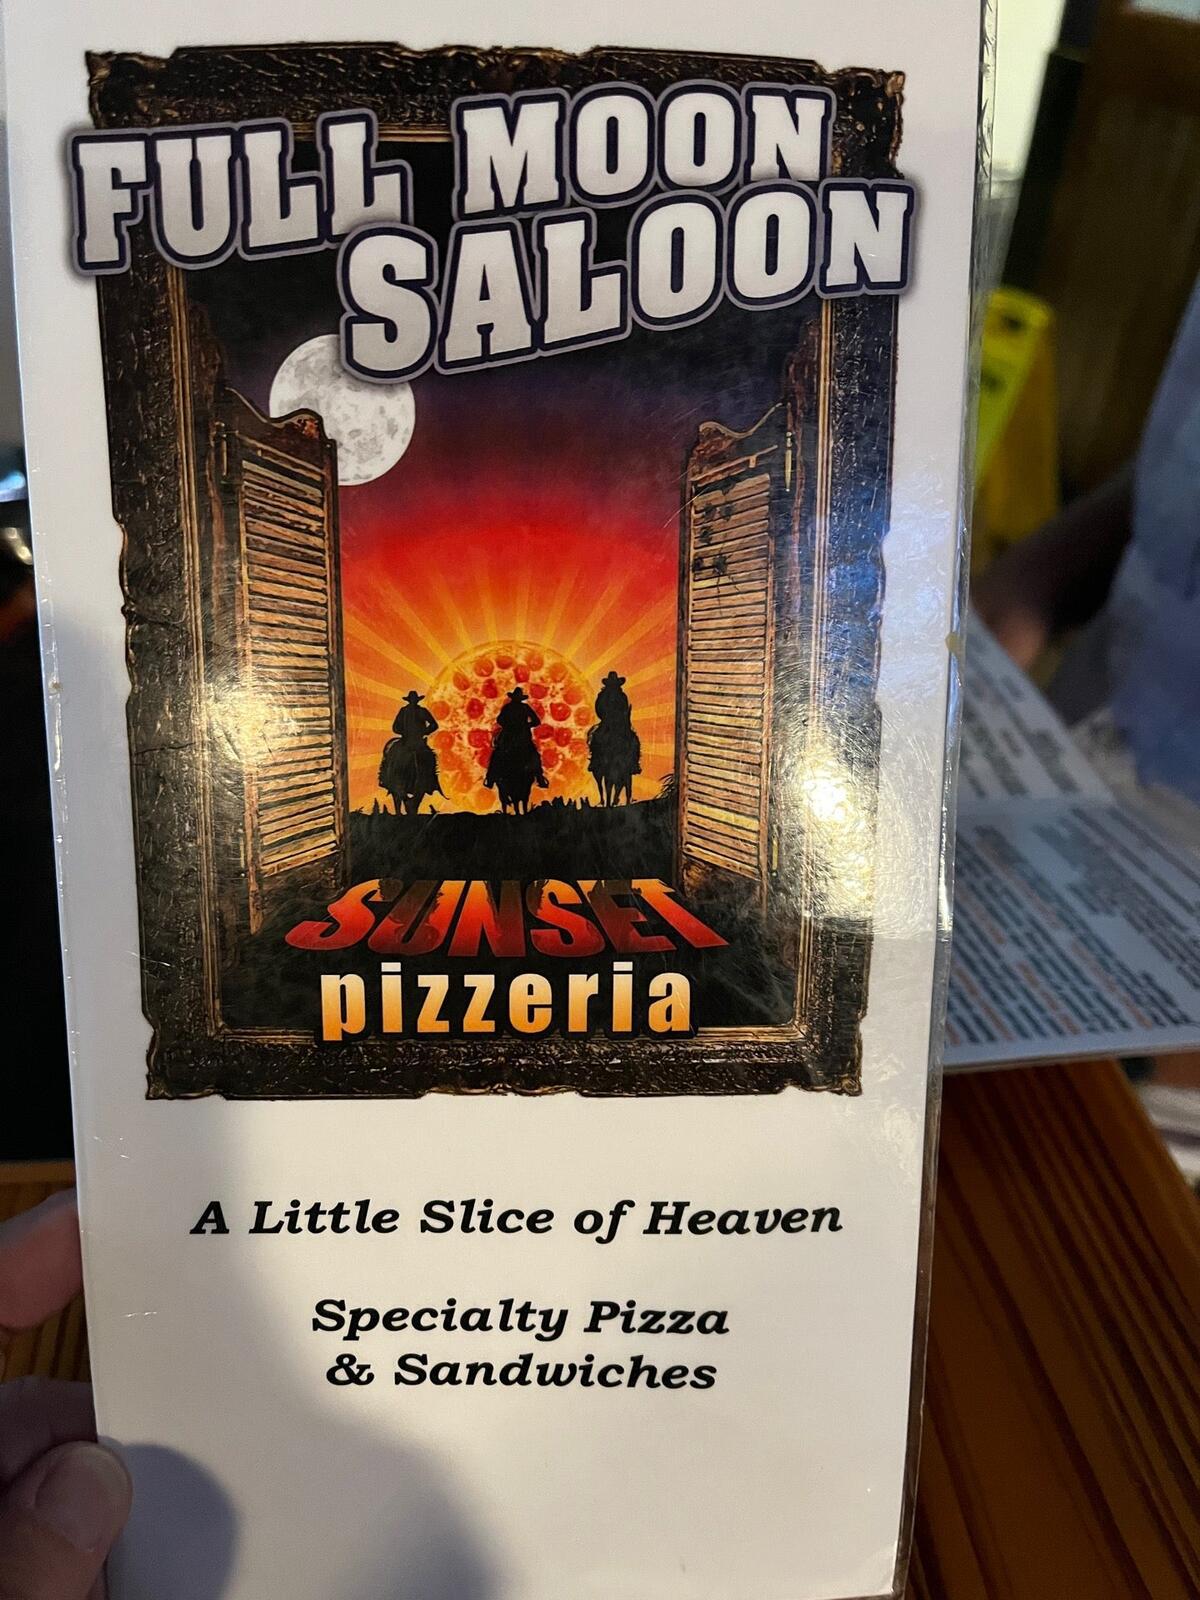 FULL MOON
SALOON
SUNSET
pizzeria
A Little Slice of Heaven
Specialty Pizza
& Sandwiches